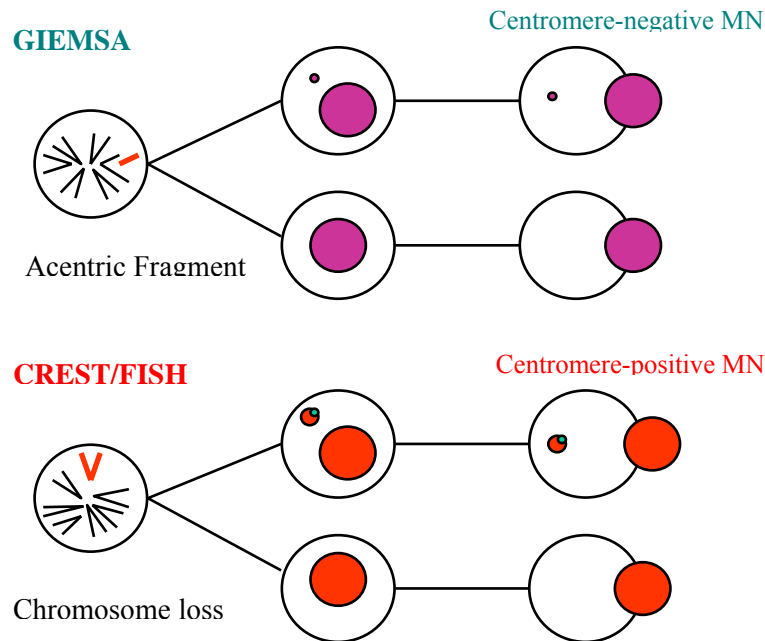 Centromere-negative MN
GIEMSA
Acentric Fragment
Centromere-positive MN
CREST/FISH
Chromosome loss